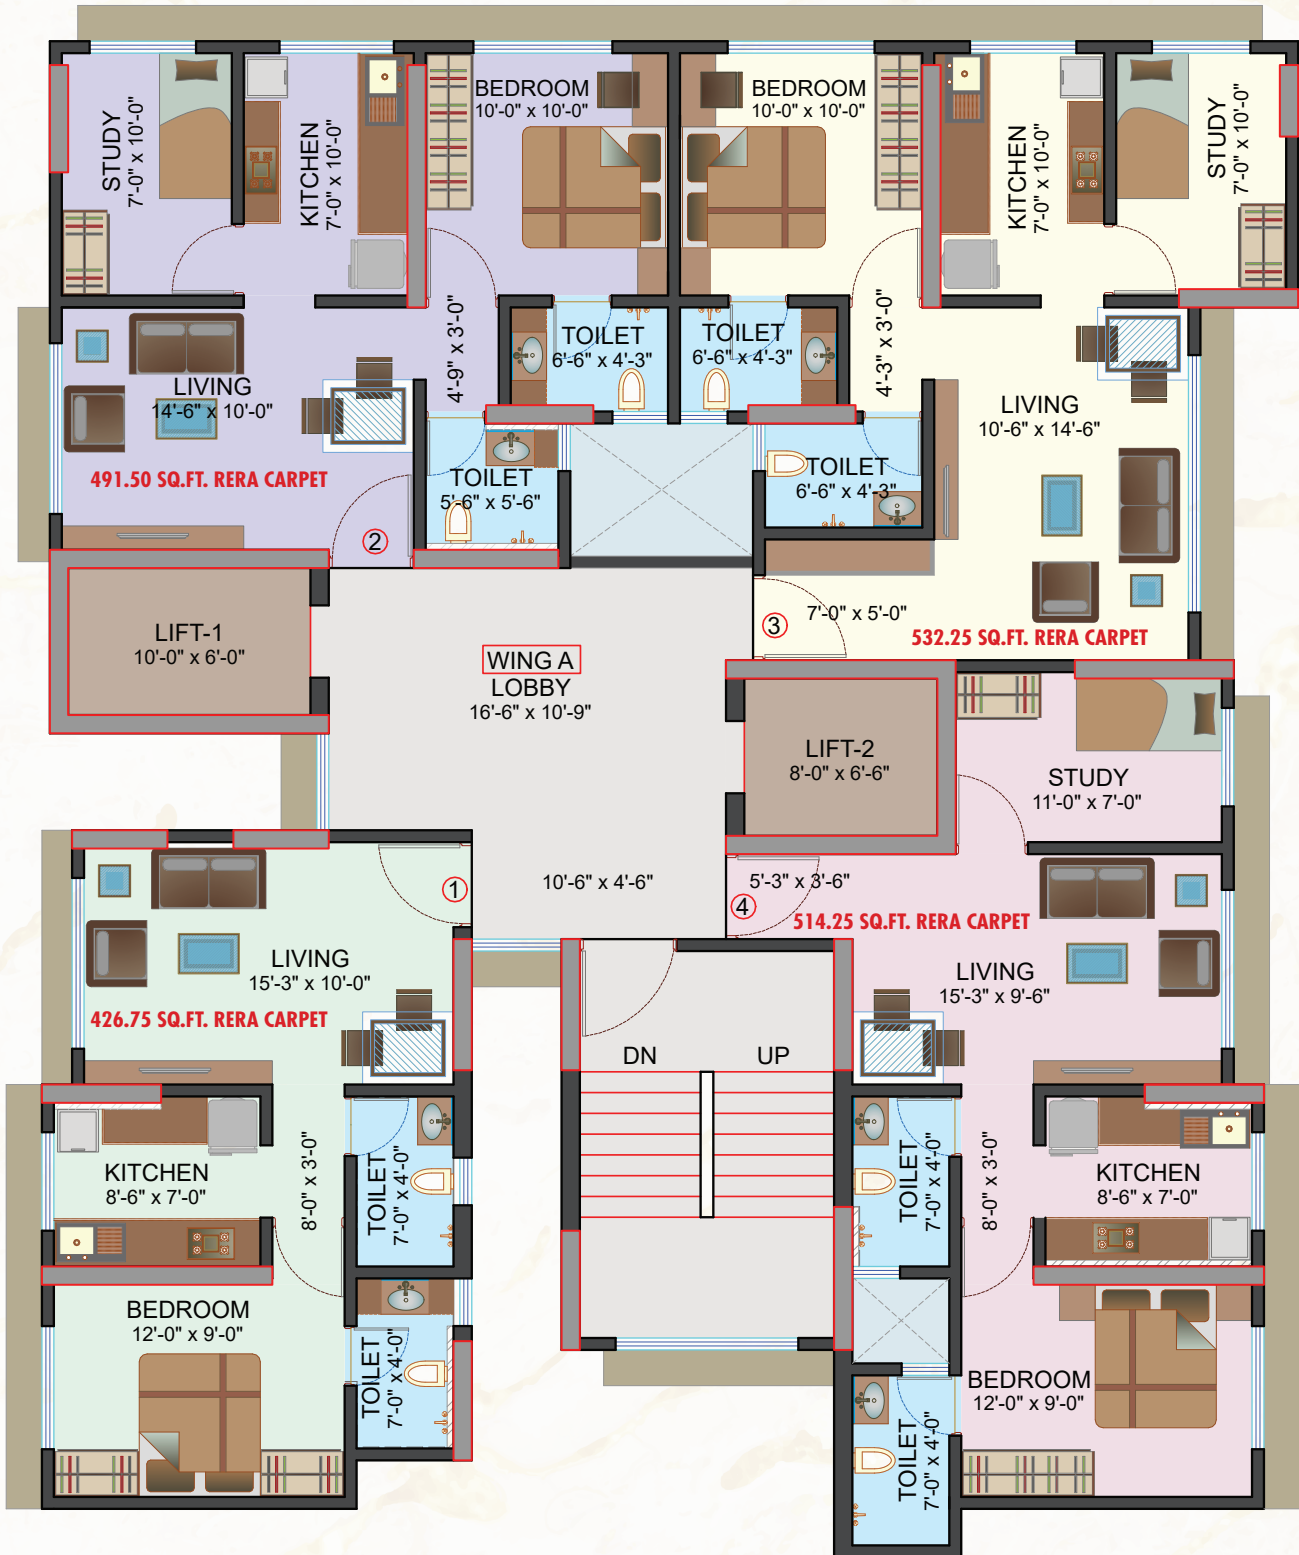 STUDY
7'-0" x 10'-0"
KITCHEN
7'-0" x 10'-0"
BEDROOM
10'-0" x 10'-0"
BEDROOM
10'-0" x 10'-0"
KITCHEN
7'-0" x 10'-0"
STUDY
7'-0" x 10'-0"
LIVING
14'-6" x 10'-0"
491.50 SQ.FT. RERA CARPET
4'-9" x 3'-0"
TOILET
6'-6" x 4'-3"
TOILET
6'-6" x 4'-3"
4'-3" x 3'-0"
LIVING
10'-6" x 14'-6"
TOILET
5'-6" x 5'-6"
TOILET
6'-6" x 4'-3"
2
3
7'-0" x 5'-0"
532.25 SQ.FT. RERA CARPET
LIFT-1
10'-0" x 6'-0"
WING A
LOBBY
16'-6" x 10'-9"
LIFT-2
8'-0" x 6'-6"
STUDY
11'-0" x 7'-0"
1
10'-6" x 4'-6"
5'-3" x 3'-6"
4
514.25 SQ.FT. RERA CARPET
LIVING
15'-3" x 10'-0"
426.75 SQ.FT. RERA CARPET
LIVING
15'-3" x 9'-6"
DN
UP
KITCHEN
8'-6" x 7'-0"
8'-0" x 3'-0"
TOILET
7'-0" x 4'-0"
TOILET
7'-0" x 4'-0"
8'-0" x 3'-0"
KITCHEN
8'-6" x 7'-0"
BEDROOM
12'-0" x 9'-0"
TOILET
7'-0" x 4'-0"
BEDROOM
12'-0" x 9'-0"
TOILET
7'-0" x 4'-0"